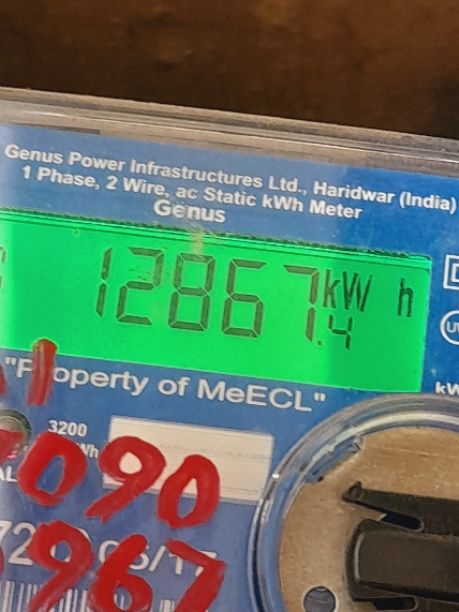 Genus Power Infrastructures Ltd., Haridwar (India)
1 Phase, 2 Wire, ac Static kWh Meter
Genus
12867.4 kW h
"Property of MeECL"
3200
090
967